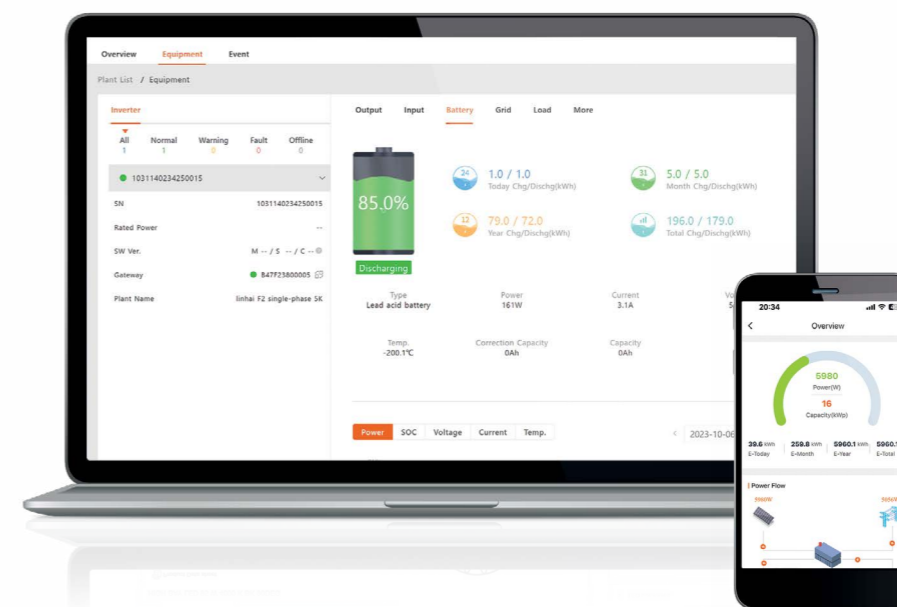 Overview Equipment Event
Plant List / Equipment
Inverter
All Normal Warning Fault Offline
1 1 0 0 0
1031140234250015
SN 1031140234250015
Rated Power --
SW Ver. M -- / S -- / C --
Gateway B47F23800005
Plant Name linhai F2 single-phase 5K
Output Input Battery Grid Load More
85.0%
Discharging
24 1.0 / 1.0
Today Chg/Dischg(kWh)
31 5.0 / 5.0
Month Chg/Dischg(kWh)
12 79.0 / 72.0
Year Chg/Dischg(kWh)
196.0 / 179.0
Total Chg/Dischg(kWh)
Type Power Current
Lead acid battery 161W 3.1A
Temp. Correction Capacity Capacity
-200.1℃ 0Ah 0Ah
Power SOC Voltage Current Temp.
< 2023-10-06
20:34
Overview
5980
Power(W)
16
Capacity(kWp)
39.6 kWh 259.8 kWh 5960.1 kWh 5960.1
E-Today E-Month E-Year E-Total
Power Flow